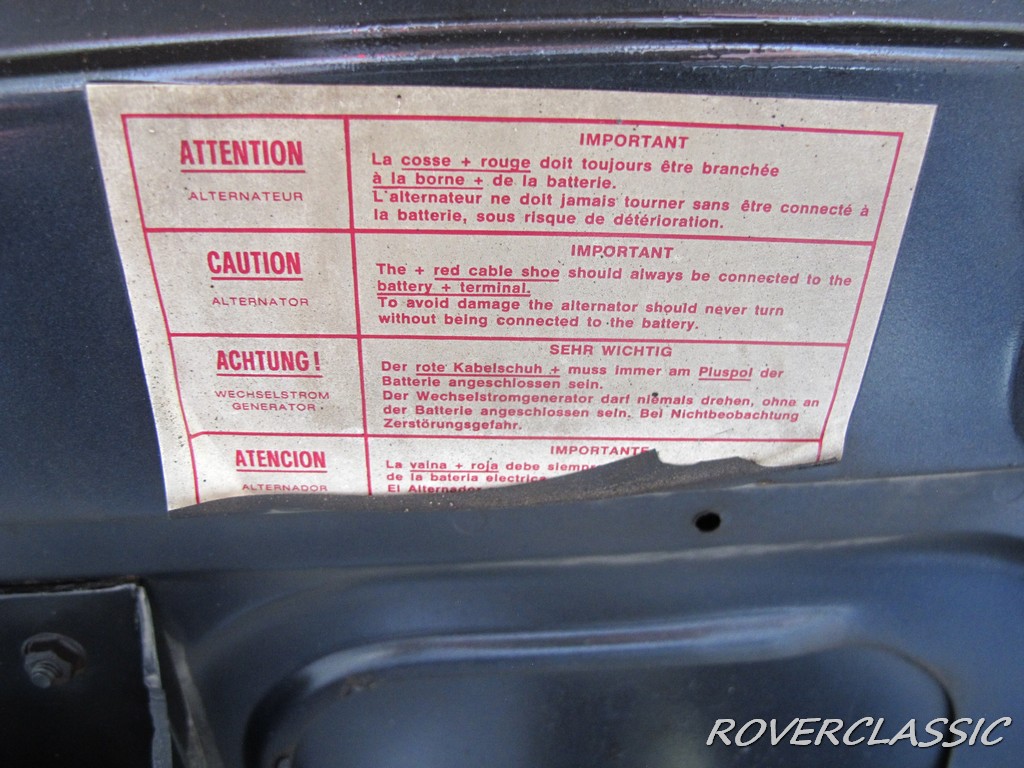 ATTENTION
ALTERNATEUR
IMPORTANT
La cosse + rouge doit toujours être branchée
à la borne + de la batterie.
L'alternateur ne doit jamais tourner sans être connecté à
la batterie, sous risque de détérioration.
CAUTION
ALTERNATOR
IMPORTANT
The + red cable shoe should always be connected to the
battery + terminal.
To avoid damage the alternator should never turn
without being connected to the battery.
ACHTUNG!
WECHSELSTROM
GENERATOR
SEHR WICHTIG
Der rote Kabelschuh + muss immer am Pluspol der
Batterie angeschlossen sein.
Der Wechselstromgenerator darf niemals drehen, ohne an
der Batterie angeschlossen sein. Bei Nichtbeobachtung
Zerstörungsgefahr.
ATENCION
ALTERNADOR
IMPORTANTE
La vaina + roja debe siempre
de la bateria electrica
El Alternador
ROVERCLASSIC